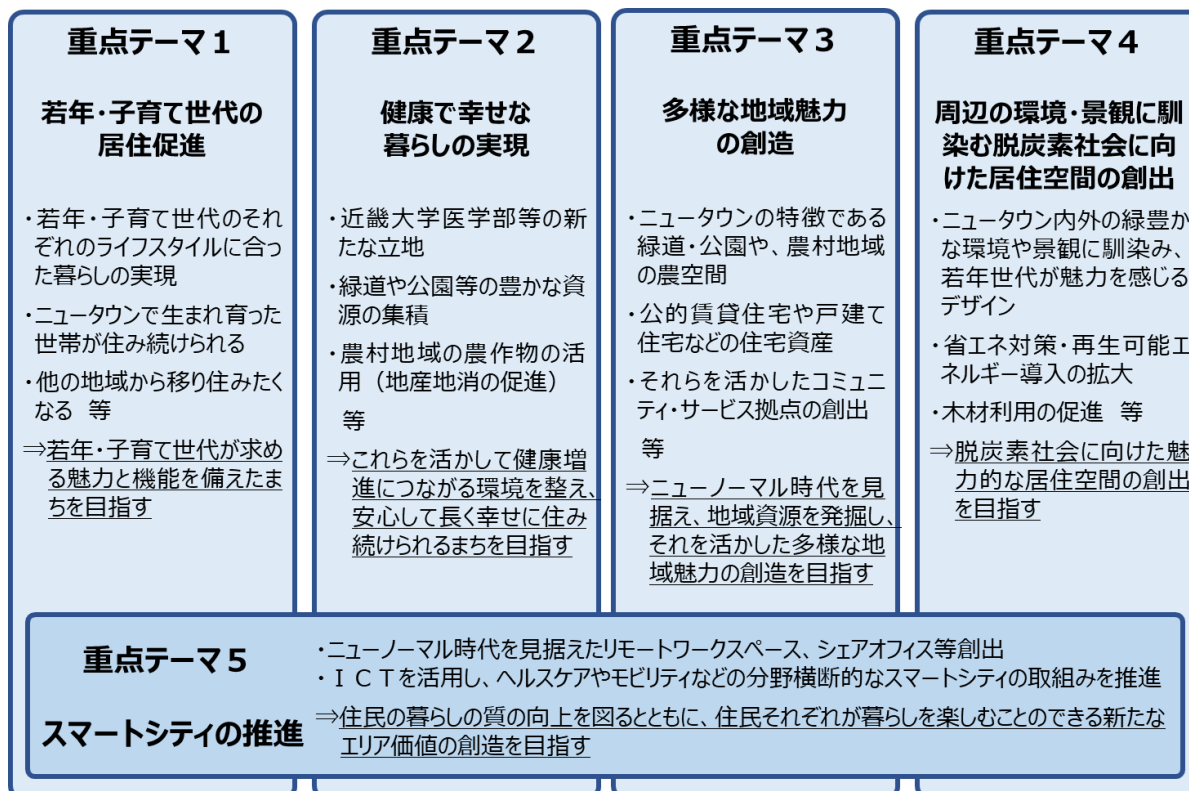 重点テーマ１
若年・子育て世代の
居住促進
・若年・子育て世代のそれ
ぞれのライフスタイルに合っ
た暮らしの実現
・ニュータウンで生まれ育った
世帯が住み続けられる
・他の地域から移り住みたく
なる　等
⇒若年・子育て世代が求め
る魅力と機能を備えたま
ちを目指す
重点テーマ２
健康で幸せな
暮らしの実現
・近畿大学医学部等の新
たな立地
・緑道や公園等の豊かな資
源の集積
・農村地域の農作物の活
用（地産地消の促進）
等
⇒これらを活かして健康増
進につながる環境を整え、
安心して長く幸せに住み
続けられるまちを目指す
重点テーマ３
多様な地域魅力
の創造
・ニュータウンの特徴である
緑道・公園や、農村地域
の農空間
・公的賃貸住宅や戸建て
住宅などの住宅資産
・それらを活かしたコミュニ
ティ・サービス拠点の創出
等
⇒ニューノーマル時代を見
据え、地域資源を発掘し、
それを活かした多様な地
域魅力の創造を目指す
重点テーマ４
周辺の環境・景観に馴
染む脱炭素社会に向
けた居住空間の創出
・ニュータウン内外の緑豊か
な環境や景観に馴染み、
若年世代が魅力を感じる
デザイン
・省エネ対策・再生可能エ
ネルギー導入の拡大
・木材利用の促進　等
⇒脱炭素社会に向けた魅
力的な居住空間の創出
を目指す
重点テーマ５
スマートシティの推進
・ニューノーマル時代を見据えたリモートワークスペース、シェアオフィス等創出
・ＩＣＴを活用し、ヘルスケアやモビリティなどの分野横断的なスマートシティの取組みを推進
⇒住民の暮らしの質の向上を図るとともに、住民それぞれが暮らしを楽しむことのできる新たな
エリア価値の創造を目指す